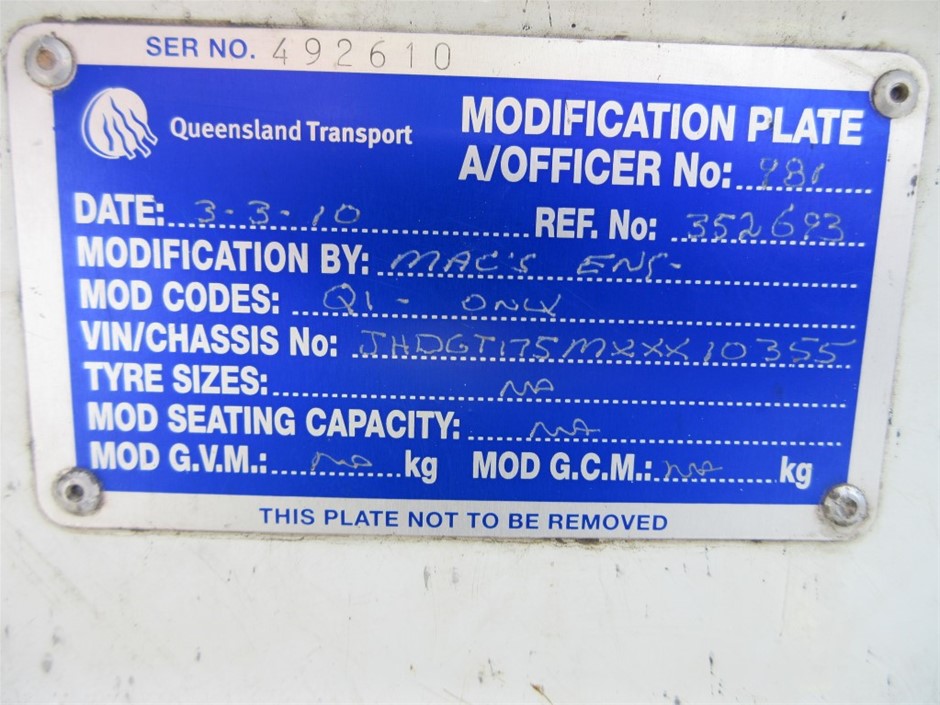 SER NO. 492610
Queensland Transport
MODIFICATION PLATE
A/OFFICER No: 981
DATE: 3-3-10 REF. No: 352693
MODIFICATION BY: MAC'S ENG-
MOD CODES: Q1- ONLY
VIN/CHASSIS No: JHDGT175MXXX10355
TYRE SIZES: NA
MOD SEATING CAPACITY: NA
MOD G.V.M.: NA kg MOD G.C.M.: NA kg
THIS PLATE NOT TO BE REMOVED